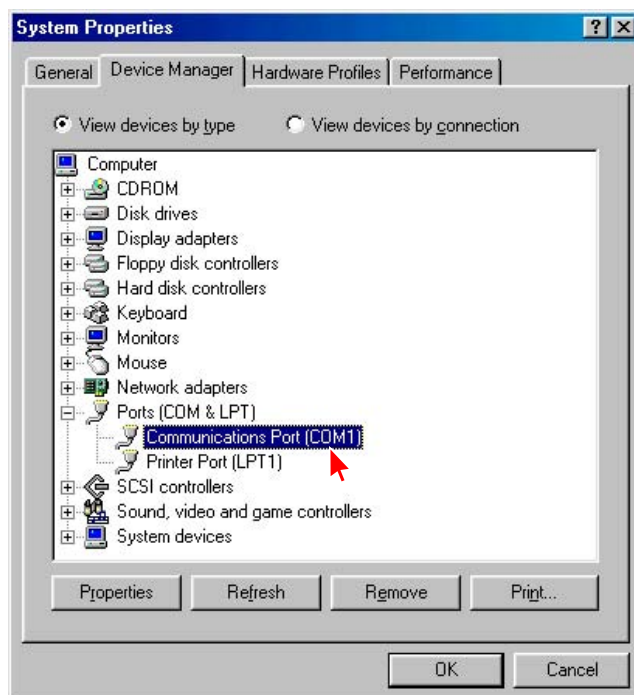 System Properties
General Device Manager Hardware Profiles Performance
View devices by type View devices by connection
Computer
CDROM
Disk drives
Display adapters
Floppy disk controllers
Hard disk controllers
Keyboard
Monitors
Mouse
Network adapters
Ports (COM & LPT)
Communications Port (COM1)
Printer Port (LPT1)
SCSI controllers
Sound, video and game controllers
System devices
Properties Refresh Remove Print...
OK Cancel